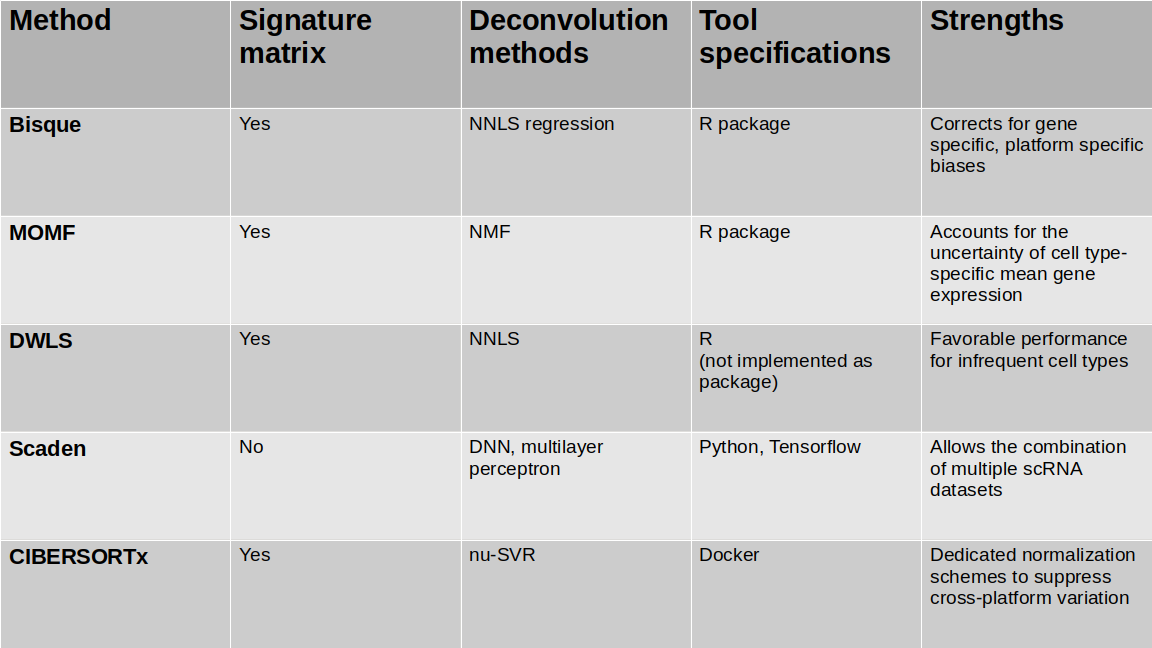 Method
Signature
matrix
Deconvolution
methods
Tool
specifications
Strengths
Bisque
Yes
NNLS regression
R package
Corrects for gene
specific, platform specific
biases
MOMF
Yes
NMF
R package
Accounts for the
uncertainty of cell type-
specific mean gene
expression
DWLS
Yes
NNLS
R
(not implemented as
package)
Favorable performance
for infrequent cell types
Scaden
No
DNN, multilayer
perceptron
Python, Tensorflow
Allows the combination
of multiple scRNA
datasets
CIBERSORTx
Yes
nu-SVR
Docker
Dedicated normalization
schemes to suppress
cross-platform variation